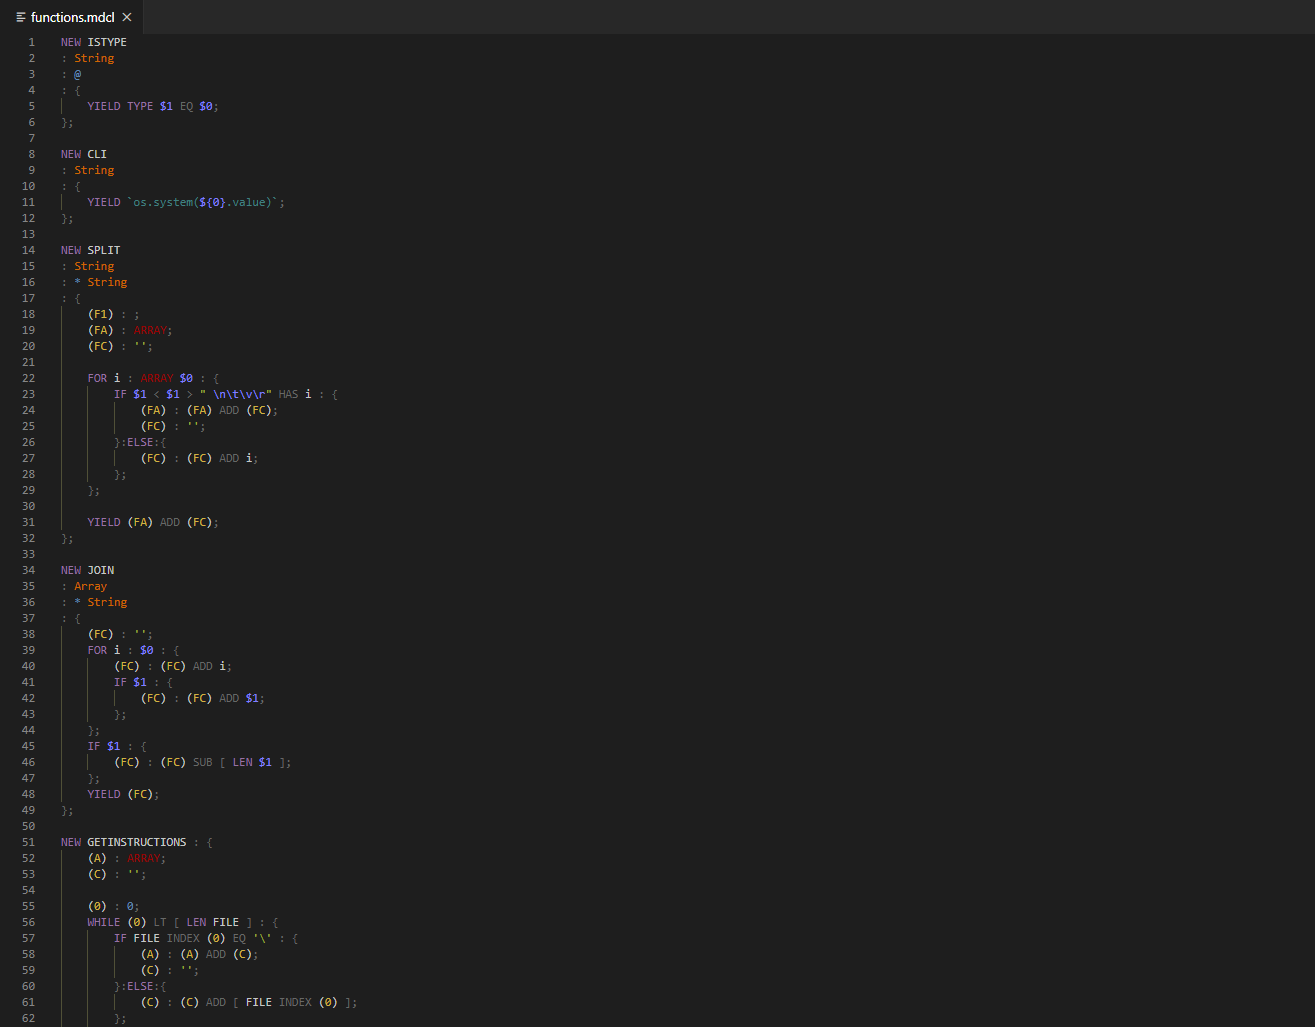 functions.mdcl ×
1 NEW ISTYPE
2 : String
3 : @
4 : {
5     YIELD TYPE $1 EQ $0;
6 };
7
8 NEW CLI
9 : String
10 : {
11     YIELD `os.system(${0}.value)`;
12 };
13
14 NEW SPLIT
15 : String
16 : * String
17 : {
18     (F1) : ;
19     (FA) : ARRAY;
20     (FC) : '';
21
22     FOR i : ARRAY $0 : {
23         IF $1 < $1 > " \n\t\v\r" HAS i : {
24             (FA) : (FA) ADD (FC);
25             (FC) : '';
26         }:ELSE:{
27             (FC) : (FC) ADD i;
28         };
29     };
30
31     YIELD (FA) ADD (FC);
32 };
33
34 NEW JOIN
35 : Array
36 : * String
37 : {
38     (FC) : '';
39     FOR i : $0 : {
40         (FC) : (FC) ADD i;
41         IF $1 : {
42             (FC) : (FC) ADD $1;
43         };
44     };
45     IF $1 : {
46         (FC) : (FC) SUB [ LEN $1 ];
47     };
48     YIELD (FC);
49 };
50
51 NEW GETINSTRUCTIONS : {
52     (A) : ARRAY;
53     (C) : '';
54
55     (0) : 0;
56     WHILE (0) LT [ LEN FILE ] : {
57         IF FILE INDEX (0) EQ '\' : {
58             (A) : (A) ADD (C);
59             (C) : '';
60         }:ELSE:{
61             (C) : (C) ADD [ FILE INDEX (0) ];
62         };